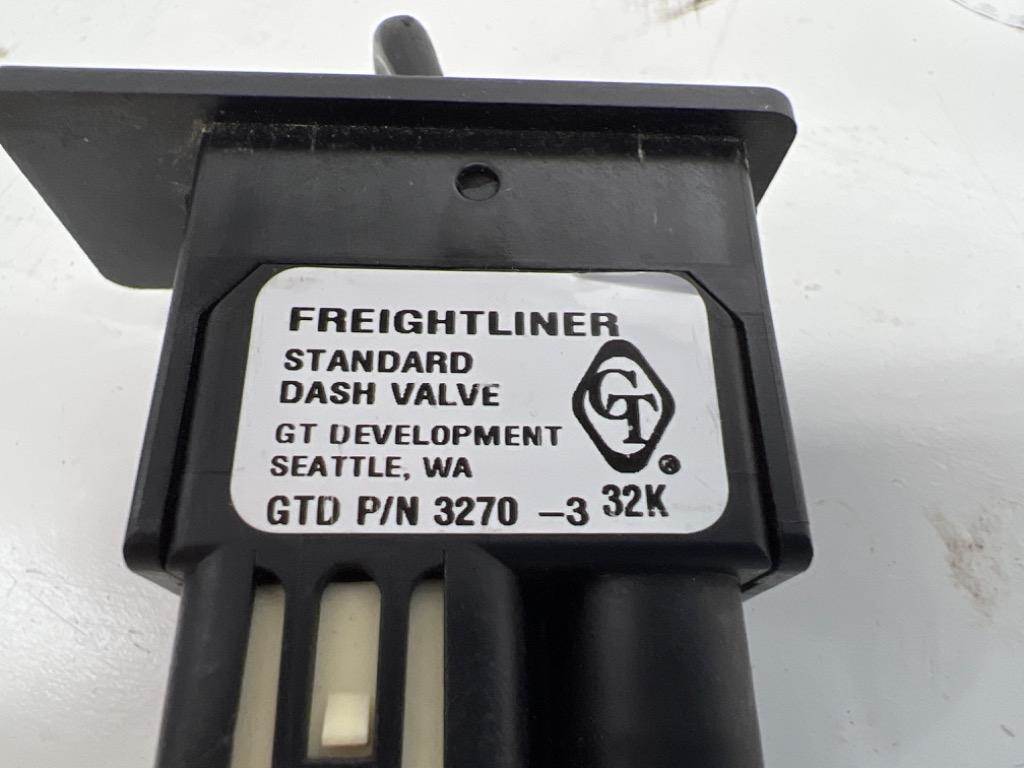 FREIGHTLINER
STANDARD
DASH VALVE
GT DEVELOPMENT
SEATTLE, WA
GT
®
GTD P/N 3270 -3 32K